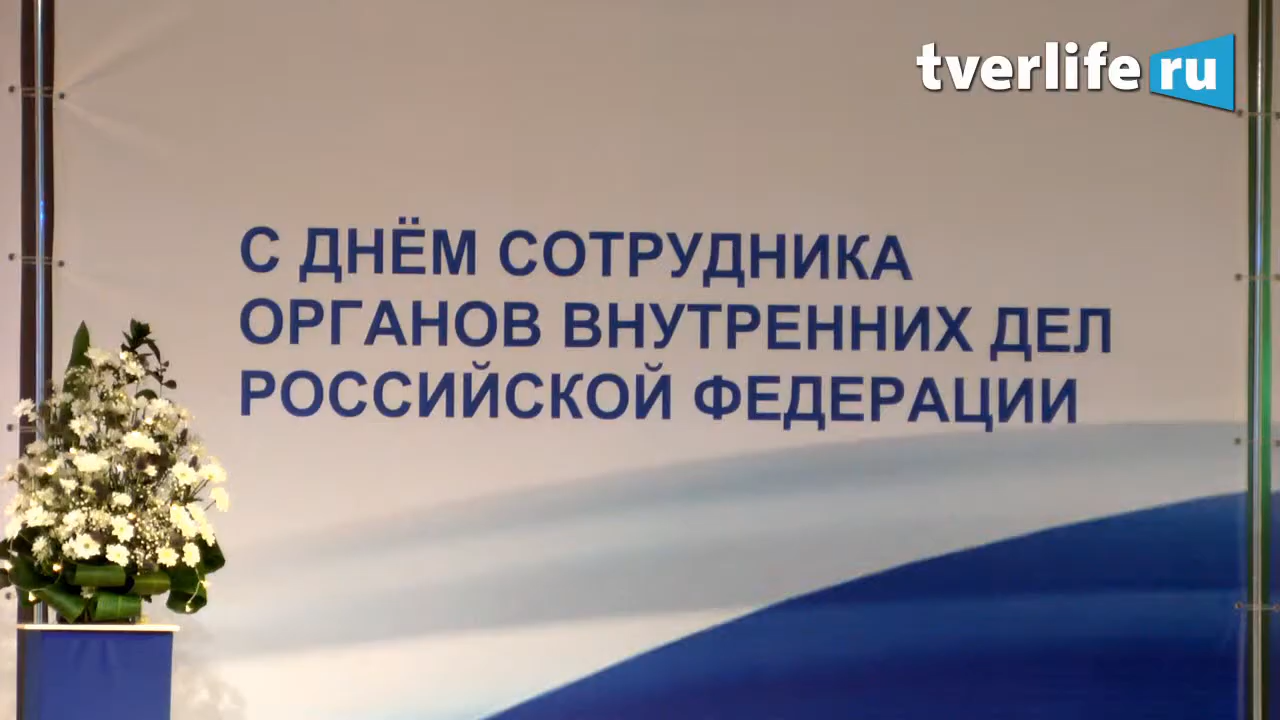 tverlife ru
С ДНЁМ СОТРУДНИКА
ОРГАНОВ ВНУТРЕННИХ ДЕЛ
РОССИЙСКОЙ ФЕДЕРАЦИИ